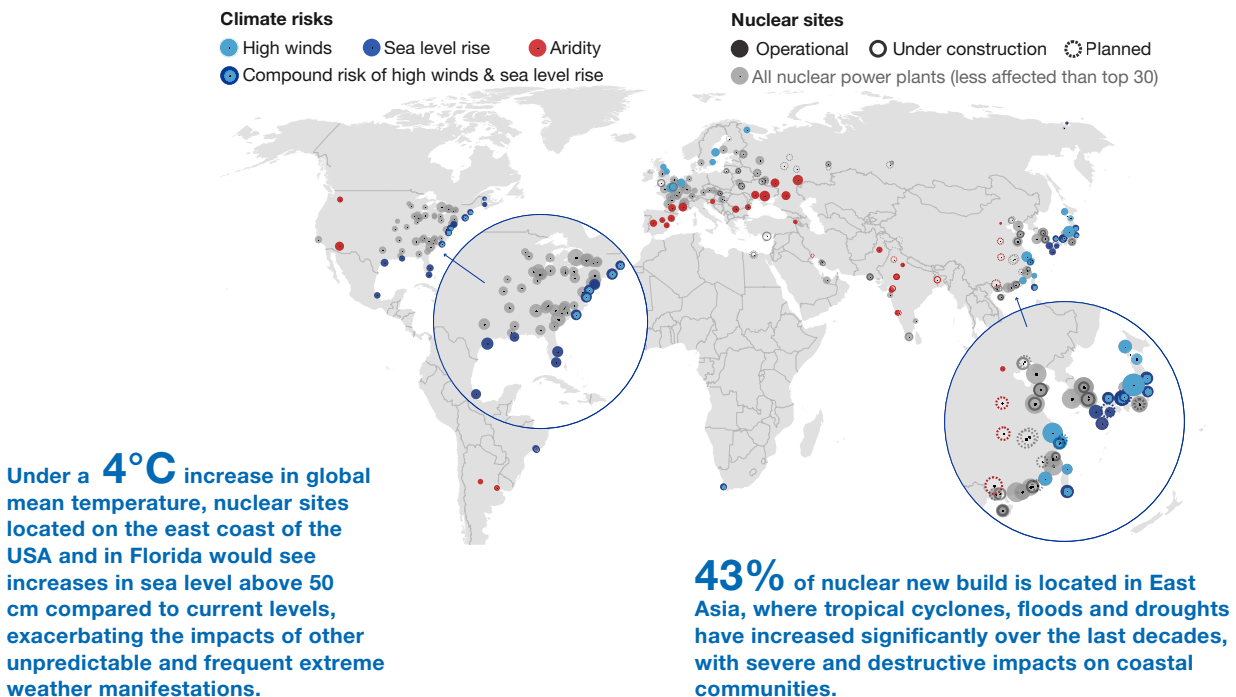 Climate risks
High winds
Sea level rise
Aridity
Compound risk of high winds & sea level rise
Nuclear sites
Operational
Under construction
Planned
All nuclear power plants (less affected than top 30)
Under a 4°C increase in global
mean temperature, nuclear sites
located on the east coast of the
USA and in Florida would see
increases in sea level above 50
cm compared to current levels,
exacerbating the impacts of other
unpredictable and frequent extreme
weather manifestations.
43% of nuclear new build is located in East
Asia, where tropical cyclones, floods and droughts
have increased significantly over the last decades,
with severe and destructive impacts on coastal
communities.